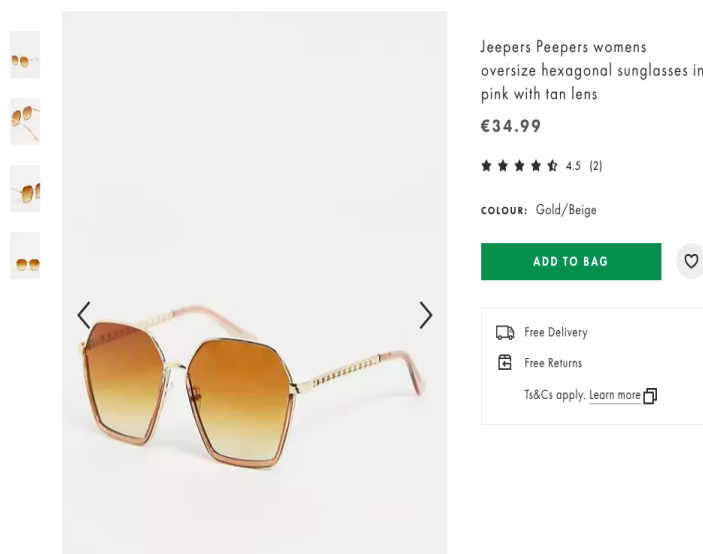 Jeepers Peepers womens
oversize hexagonal sunglasses in
pink with tan lens
€34.99
4.5 (2)
COLOUR: Gold/Beige
ADD TO BAG
Free Delivery
Free Returns
Ts&Cs apply. Learn more